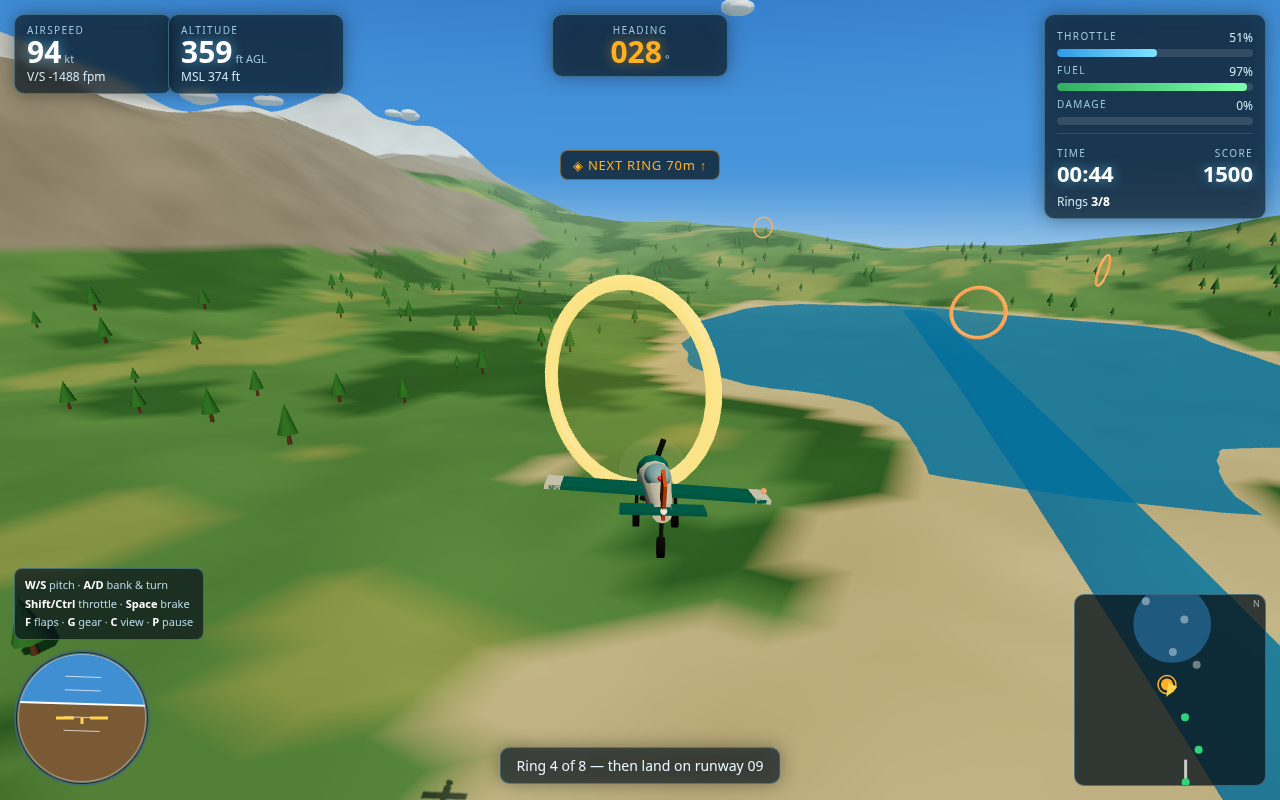 AIRSPEED
94 kt
V/S -1488 fpm
ALTITUDE
359 ft AGL
MSL 374 ft
HEADING
028 °
◈ NEXT RING 70m ↑
THROTTLE 51%
FUEL 97%
DAMAGE 0%
TIME SCORE
00:44 1500
Rings 3/8
W/S pitch · A/D bank & turn
Shift/Ctrl throttle · Space brake
F flaps · G gear · C view · P pause
Ring 4 of 8 — then land on runway 09
N